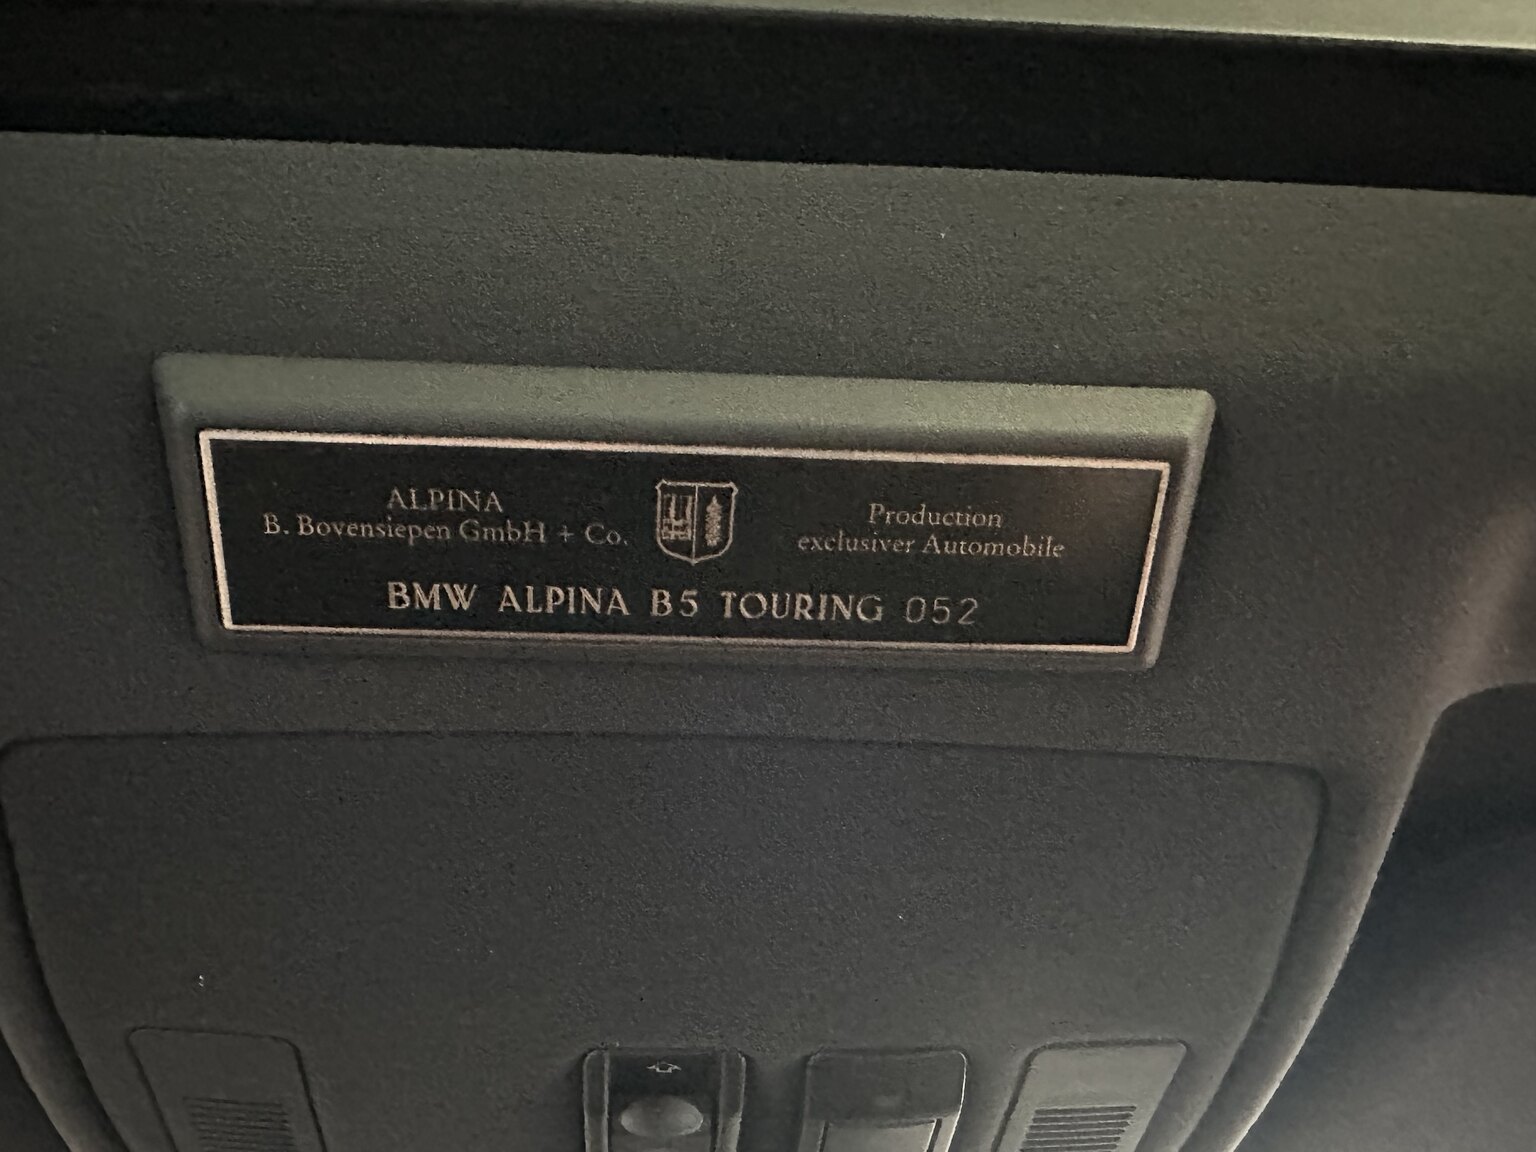 ALPINA
B. Bovensiepen GmbH + Co.
Production
exclusiver Automobile
BMW ALPINA B5 TOURING 052